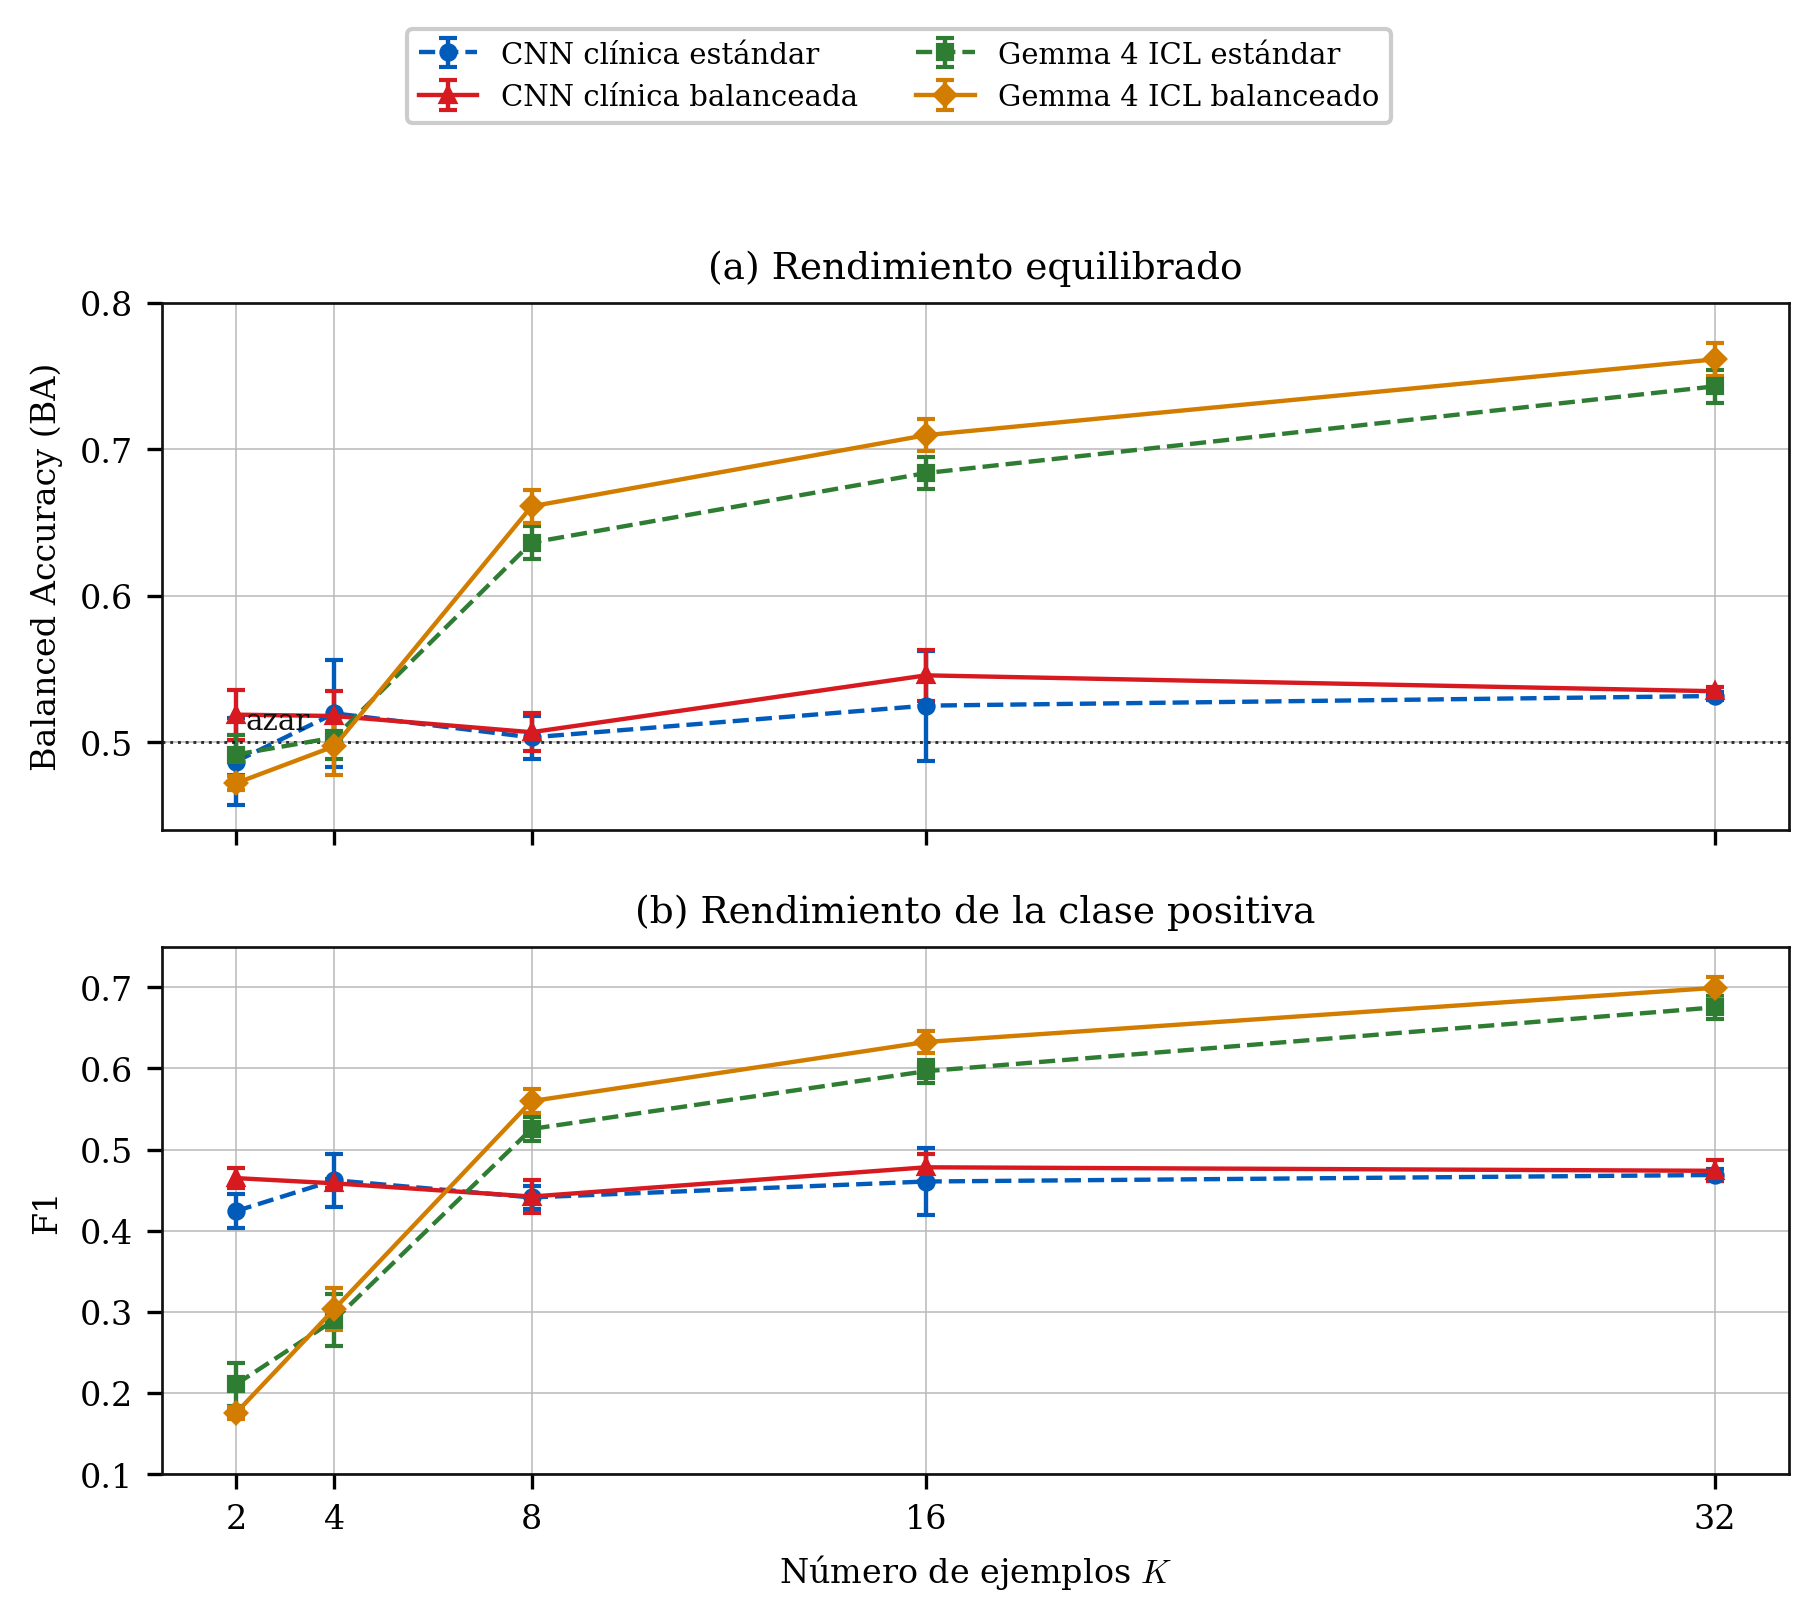 CNN clínica estándar
CNN clínica balanceada
Gemma 4 ICL estándar
Gemma 4 ICL balanceado
(a) Rendimiento equilibrado
Balanced Accuracy (BA)
0.8
0.7
0.6
0.5
azar
(b) Rendimiento de la clase positiva
F1
0.7
0.6
0.5
0.4
0.3
0.2
0.1
2 4 8 16 32
Número de ejemplos K